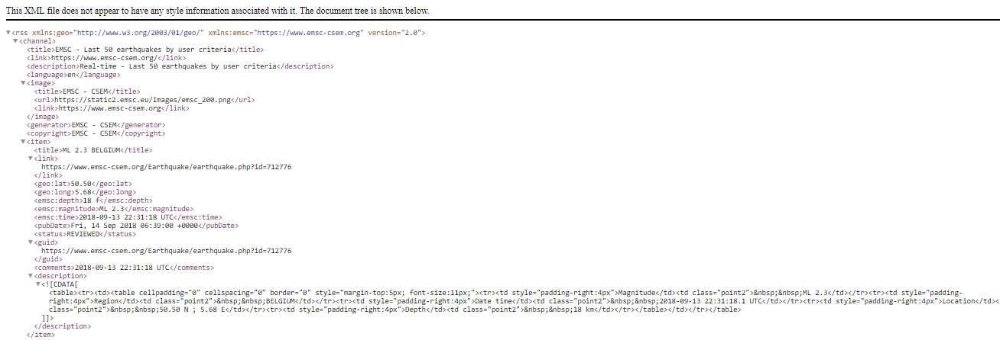 This XML file does not appear to have any style information associated with it. The document tree is shown below.
▼<rss xmlns:geo="http://www.w3.org/2003/01/geo/" xmlns:emsc="https://www.emsc-csem.org" version="2.0">
▼<channel>
<title>EMSC - Last 50 earthquakes by user criteria</title>
<link>https://www.emsc-csem.org/</link>
<description>Real-time - Last 50 earthquakes by user criteria</description>
<language>en</language>
▼<image>
<title>EMSC - CSEM</title>
<url>https://static2.emsc.eu/Images/emsc_200.png</url>
<link>https://www.emsc-csem.org</link>
</image>
<generator>EMSC - CSEM</generator>
<copyright>EMSC - CSEM</copyright>
▼<item>
<title>ML 2.3 BELGIUM</title>
▼<link>
https://www.emsc-csem.org/Earthquake/earthquake.php?id=712776
</link>
<geo:lat>50.50</geo:lat>
<geo:long>5.68</geo:long>
<emsc:depth>18 f</emsc:depth>
<emsc:magnitude>ML 2.3</emsc:magnitude>
<emsc:time>2018-09-13 22:31:18 UTC</emsc:time>
<pubDate>Fri, 14 Sep 2018 06:39:00 +0000</pubDate>
<status>REVIEWED</status>
▼<guid>
https://www.emsc-csem.org/Earthquake/earthquake.php?id=712776
</guid>
<comments>2018-09-13 22:31:18 UTC</comments>
▼<description>
▼<![CDATA[
<table><tr><td><table cellpadding="0" cellspacing="0" border="0" style="margin-top:5px; font-size:11px;"><tr><td style="padding-right:4px">Magnitude</td><td class="point2">&nbsp;&nbsp;ML 2.3</td></tr><tr><td style="padding-
right:4px">Region</td><td class="point2">&nbsp;&nbsp;BELGIUM</td></tr><tr><td style="padding-right:4px">Date time</td><td class="point2">&nbsp;&nbsp;2018-09-13 22:31:18.1 UTC</td></tr><tr><td style="padding-right:4px">Location</td><td
class="point2">&nbsp;&nbsp;50.50 N ; 5.68 E</td></tr><tr><td style="padding-right:4px">Depth</td><td class="point2">&nbsp;&nbsp;18 km</td></tr></table></td></tr></table>
]]>
</description>
</item>